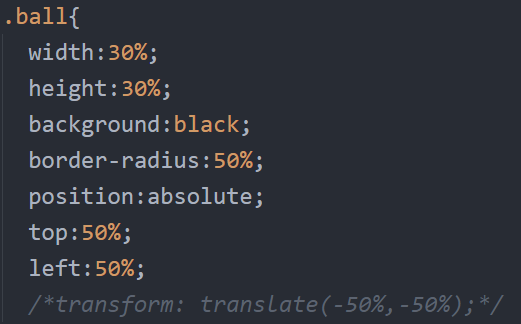 .ball{
width:30%;
height:30%;
background:black;
border-radius:50%;
position:absolute;
top:50%;
left:50%;
/*transform: translate(-50%,-50%);*/